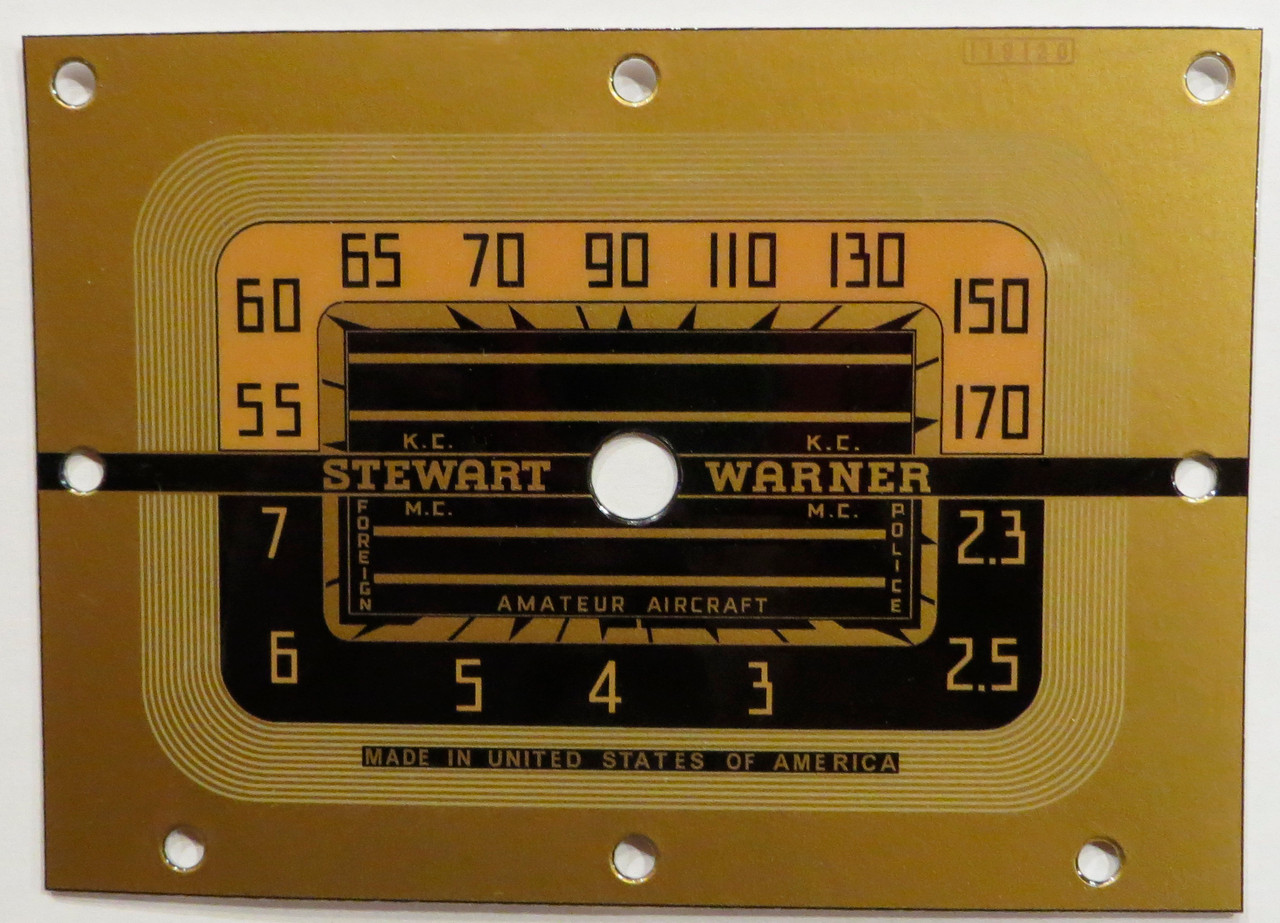 119120
65 70 90 110 130
60 150
55 170
K.C. K.C.
STEWART WARNER
M.C. M.C.
FOREIGN POLICE
7 2.3
AMATEUR AIRCRAFT
6 2.5
5 4 3
MADE IN UNITED STATES OF AMERICA